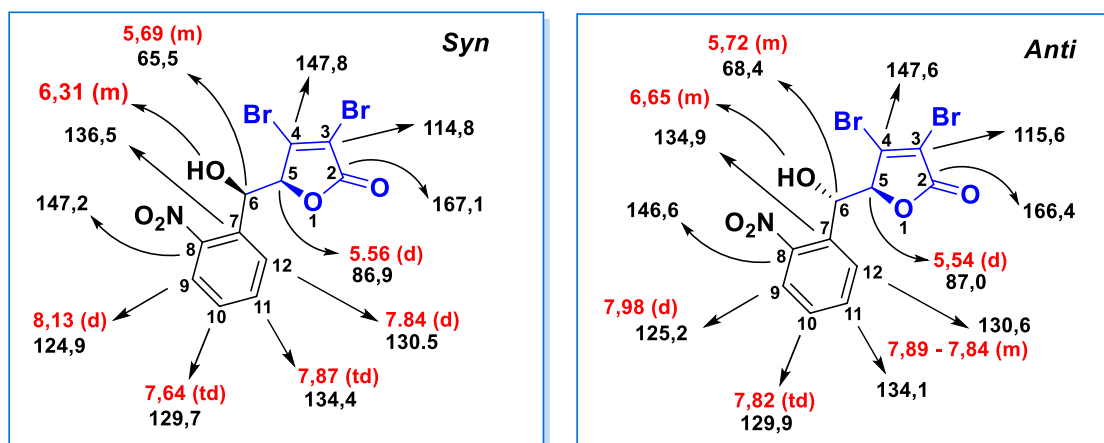 Syn
5,69 (m)
65,5
147,8
6,31 (m)
136,5
Br
Br
4
3
114,8
HO
5
2
O
6
O
1
167,1
147,2
O₂N
7
8
5.56 (d)
86,9
12
9
10
11
8,13 (d)
124,9
7.84 (d)
130.5
7,64 (td)
129,7
7,87 (td)
134,4
Anti
5,72 (m)
68,4
147,6
6,65 (m)
134,9
Br
Br
4
3
115,6
HO
5
2
O
6
O
1
166,4
146,6
O₂N
7
8
5,54 (d)
87,0
12
9
10
11
7,98 (d)
125,2
130,6
7,89 - 7,84 (m)
134,1
7,82 (td)
129,9